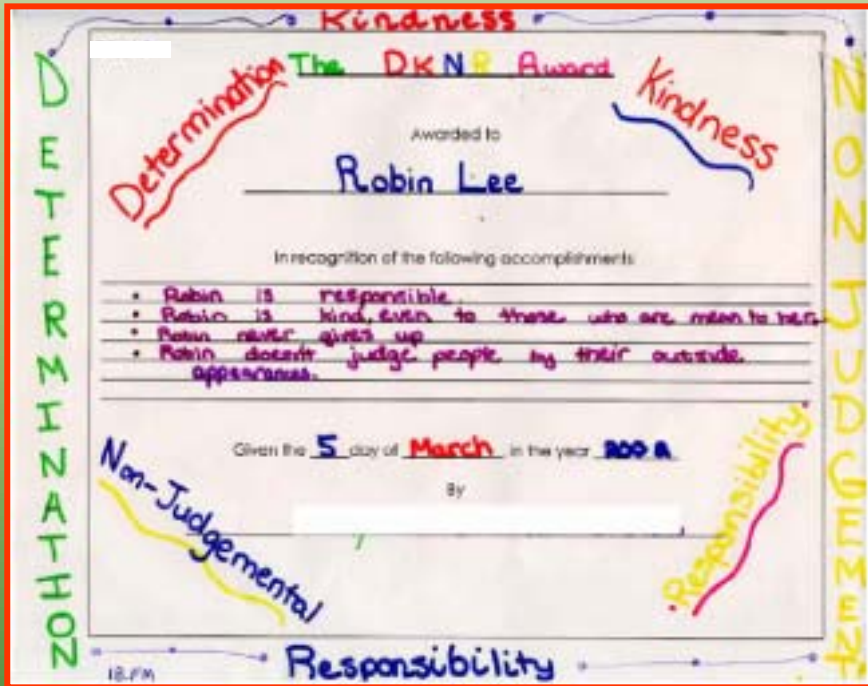 Kindness
The DKNR Award
Determination
Kindness
Awarded to
Robin Lee
In recognition of the following accomplishments
• Robin is responsible.
• Robin is kind, even to those who are mean to her.
• Robin never gives up
• Robin doesn't judge people by their outside
appearances.
Given the 5 day of March in the year 2002
By
Non-Judgemental
Responsibility
DETERMINATION
NON JUDGEMENT
Responsibility